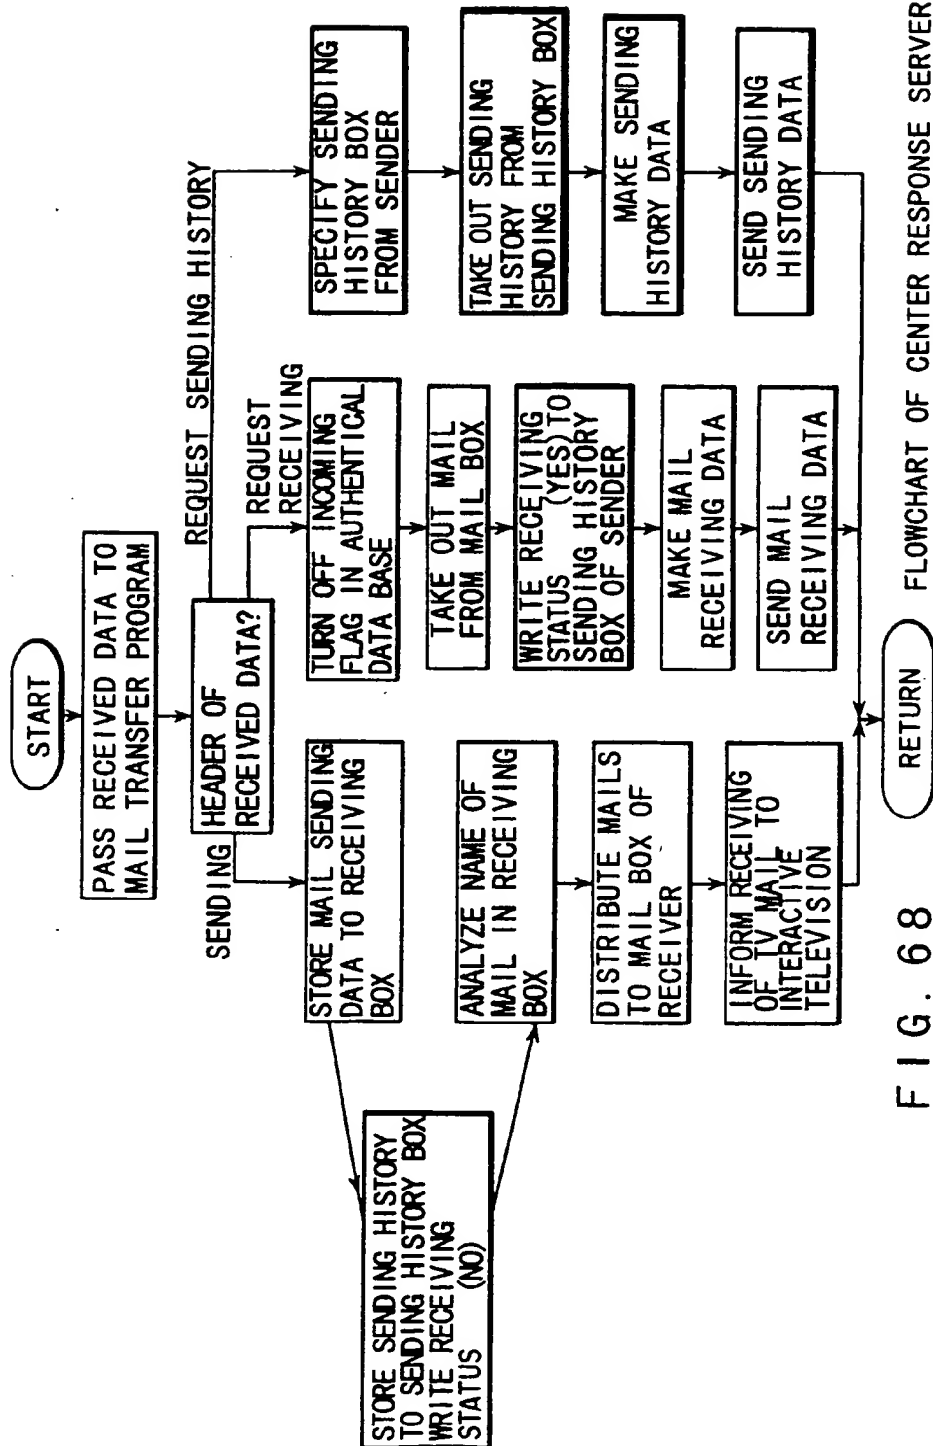 START
PASS RECEIVED DATA TO
MAIL TRANSFER PROGRAM
HEADER OF
RECEIVED DATA?
SENDING
REQUEST
RECEIVING
REQUEST SENDING HISTORY
STORE MAIL SENDING
DATA TO RECEIVING
BOX
STORE SENDING HISTORY
TO SENDING HISTORY BOX
WRITE RECEIVING
STATUS (NO)
ANALYZE NAME OF
MAIL IN RECEIVING
BOX
DISTRIBUTE MAILS
TO MAIL BOX OF
RECEIVER
INFORM RECEIVING
OF TV MAIL TO
INTERACTIVE
TELEVISION
TURN OFF INCOMING
FLAG IN AUTHENTICAL
DATA BASE
TAKE OUT MAIL
FROM MAIL BOX
WRITE RECEIVING
STATUS (YES) TO
SENDING HISTORY
BOX OF SENDER
MAKE MAIL
RECEIVING DATA
SEND MAIL
RECEIVING DATA
SPECIFY SENDING
HISTORY BOX
FROM SENDER
TAKE OUT SENDING
HISTORY FROM
SENDING HISTORY BOX
MAKE SENDING
HISTORY DATA
SEND SENDING
HISTORY DATA
RETURN
FIG. 68 FLOWCHART OF CENTER RESPONSE SERVER